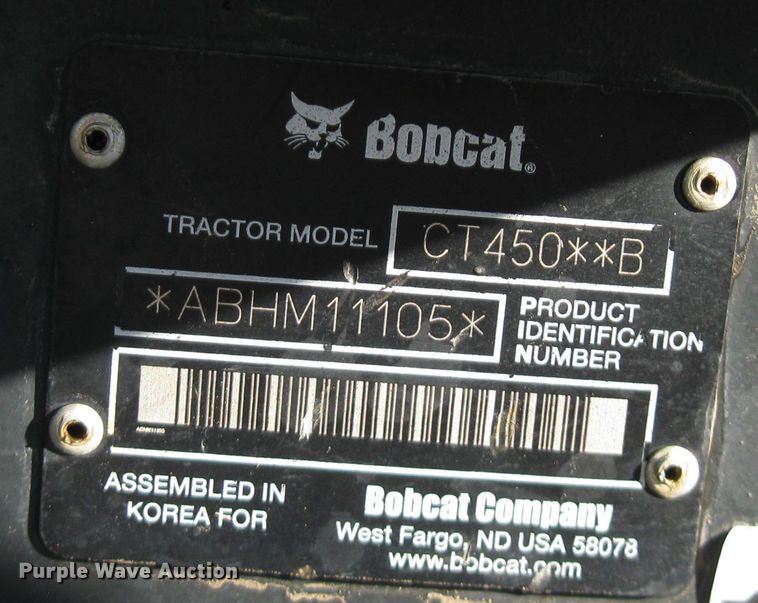 Bobcat®
TRACTOR MODEL CT450**B
*ABHM11105* PRODUCT IDENTIFICATION NUMBER
ASSEMBLED IN KOREA FOR
Bobcat Company
West Fargo, ND USA 58078
www.bobcat.com
Purple Wave Auction